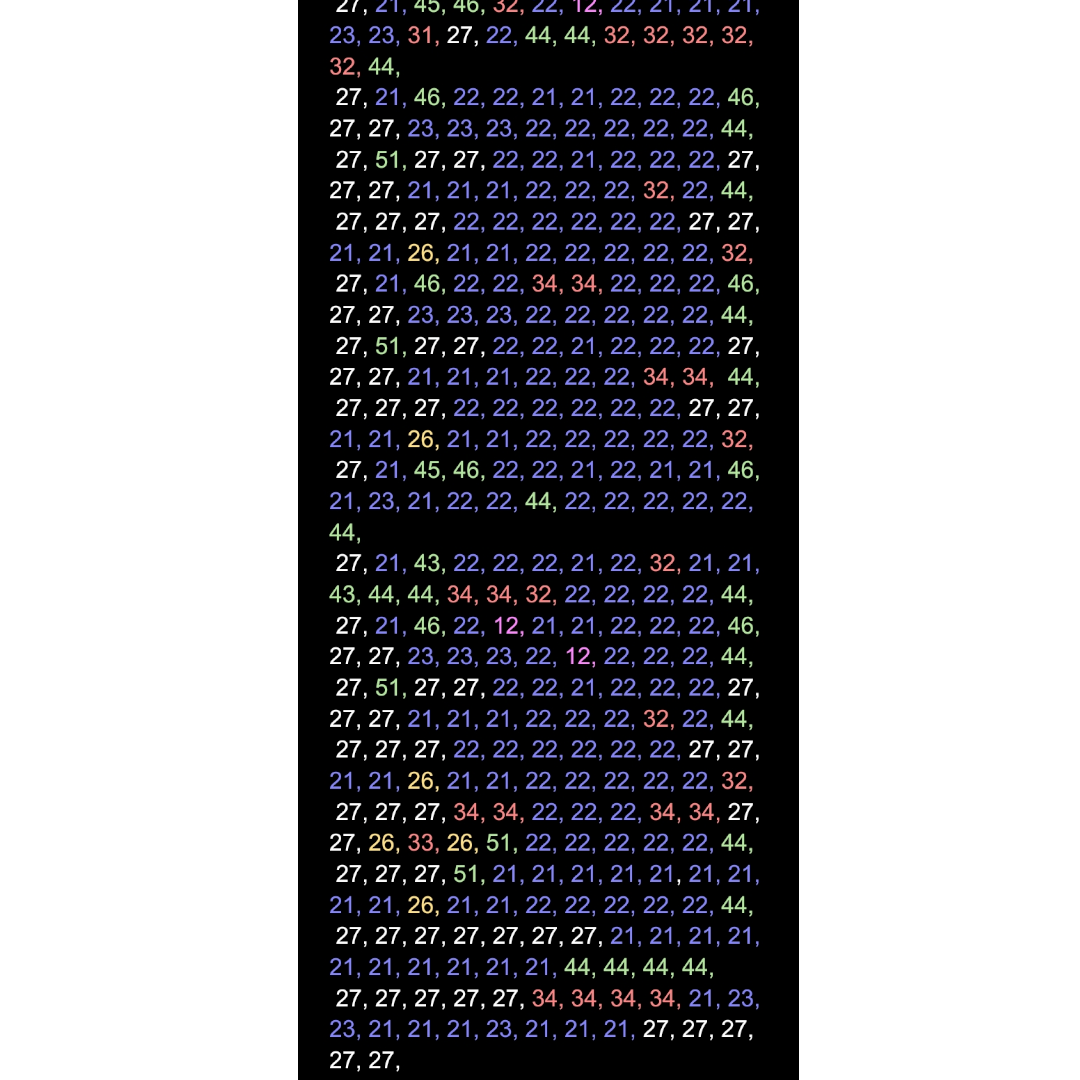 27, 21, 45, 46, 32, 22, 12, 22, 21, 21, 21,
23, 23, 31, 27, 22, 44, 44, 32, 32, 32, 32,
32, 44,
27, 21, 46, 22, 22, 21, 21, 22, 22, 22, 46,
27, 27, 23, 23, 23, 22, 22, 22, 22, 22, 44,
27, 51, 27, 27, 22, 22, 21, 22, 22, 22, 27,
27, 27, 21, 21, 21, 22, 22, 22, 32, 22, 44,
27, 27, 27, 22, 22, 22, 22, 22, 22, 27, 27,
21, 21, 26, 21, 21, 22, 22, 22, 22, 22, 32,
27, 21, 46, 22, 22, 34, 34, 22, 22, 22, 46,
27, 27, 23, 23, 23, 22, 22, 22, 22, 22, 44,
27, 51, 27, 27, 22, 22, 21, 22, 22, 22, 27,
27, 27, 21, 21, 21, 22, 22, 22, 34, 34, 44,
27, 27, 27, 22, 22, 22, 22, 22, 22, 27, 27,
21, 21, 26, 21, 21, 22, 22, 22, 22, 22, 32,
27, 21, 45, 46, 22, 22, 21, 22, 21, 21, 46,
21, 23, 21, 22, 22, 44, 22, 22, 22, 22, 22,
44,
27, 21, 43, 22, 22, 22, 21, 22, 32, 21, 21,
43, 44, 44, 34, 34, 32, 22, 22, 22, 22, 44,
27, 21, 46, 22, 12, 21, 21, 22, 22, 22, 46,
27, 27, 23, 23, 23, 22, 12, 22, 22, 22, 44,
27, 51, 27, 27, 22, 22, 21, 22, 22, 22, 27,
27, 27, 21, 21, 21, 22, 22, 22, 32, 22, 44,
27, 27, 27, 22, 22, 22, 22, 22, 22, 27, 27,
21, 21, 26, 21, 21, 22, 22, 22, 22, 22, 32,
27, 27, 27, 34, 34, 22, 22, 22, 34, 34, 27,
27, 26, 33, 26, 51, 22, 22, 22, 22, 22, 44,
27, 27, 27, 51, 21, 21, 21, 21, 21, 21, 21,
21, 21, 26, 21, 21, 22, 22, 22, 22, 22, 44,
27, 27, 27, 27, 27, 27, 27, 21, 21, 21, 21,
21, 21, 21, 21, 21, 21, 44, 44, 44, 44,
27, 27, 27, 27, 27, 34, 34, 34, 34, 21, 23,
23, 21, 21, 21, 23, 21, 21, 21, 27, 27, 27,
27, 27,